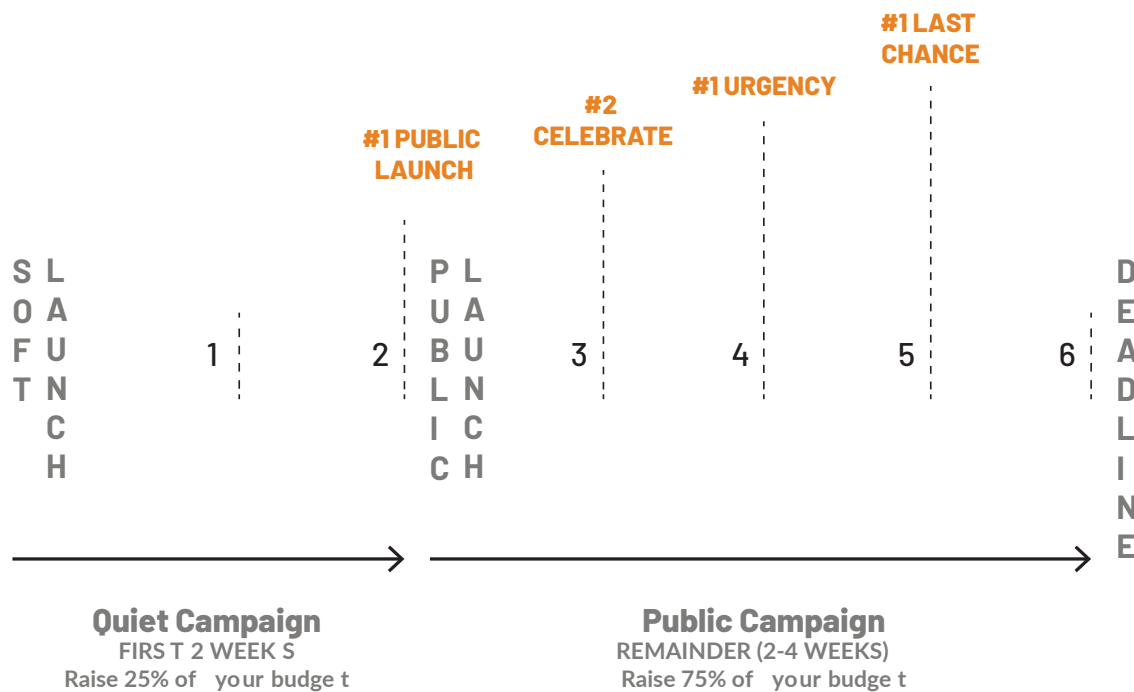 #1 LAST
CHANCE
#1 URGENCY
#2
CELEBRATE
#1 PUBLIC
LAUNCH
SOFT
LAUNCH
1
2
PUBLIC
LAUNCH
3
4
5
6
DEADLINE
Quiet Campaign
FIRS T 2 WEEK S
Raise 25% of your budge t
Public Campaign
REMAINDER (2-4 WEEKS)
Raise 75% of your budge t